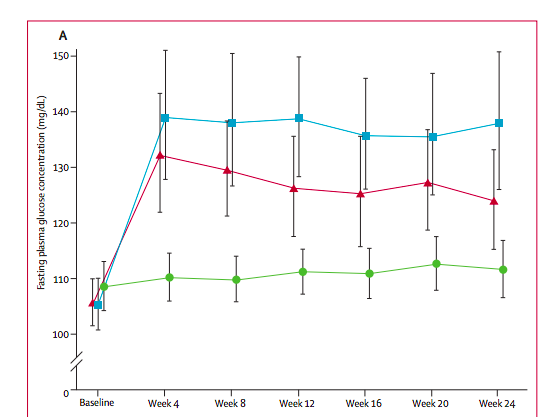 A
Fasting plasma glucose concentration (mg/dL)
150
140
130
120
110
100
0
Baseline Week 4 Week 8 Week 12 Week 16 Week 20 Week 24